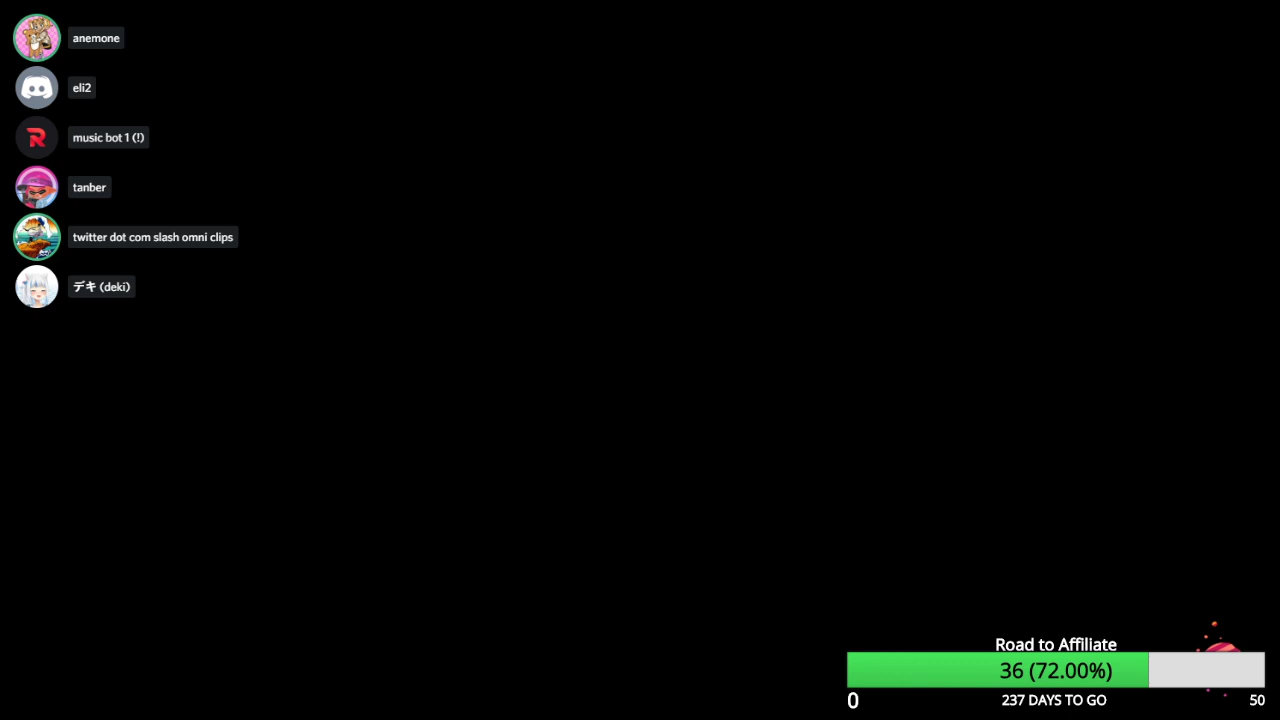 anemone
eli2
music bot 1 (!)
tanber
twitter dot com slash omni clips
デキ (deki)
Road to Affiliate
36 (72.00%)
0
237 DAYS TO GO
50